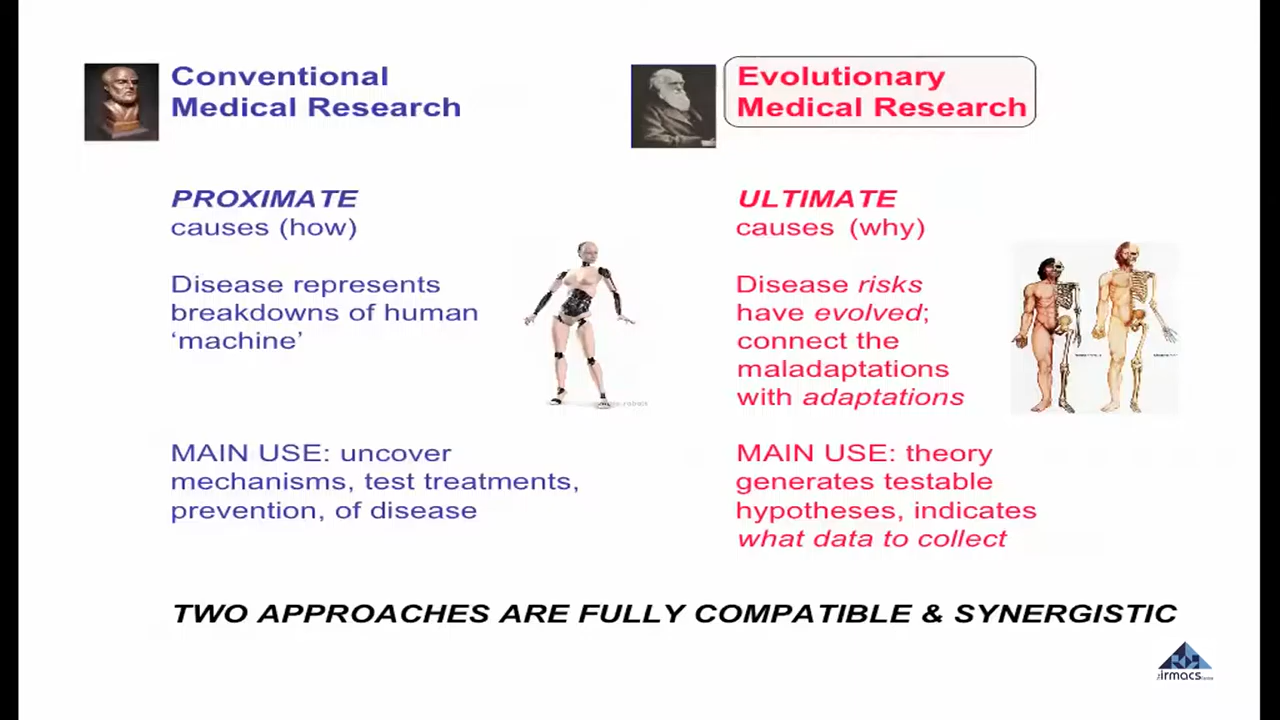 Conventional
Medical Research
PROXIMATE
causes (how)
Disease represents
breakdowns of human
‘machine’
MAIN USE: uncover
mechanisms, test treatments,
prevention, of disease
Evolutionary
Medical Research
ULTIMATE
causes (why)
Disease risks
have evolved;
connect the
maladaptations
with adaptations
MAIN USE: theory
generates testable
hypotheses, indicates
what data to collect
TWO APPROACHES ARE FULLY COMPATIBLE & SYNERGISTIC
irmacs